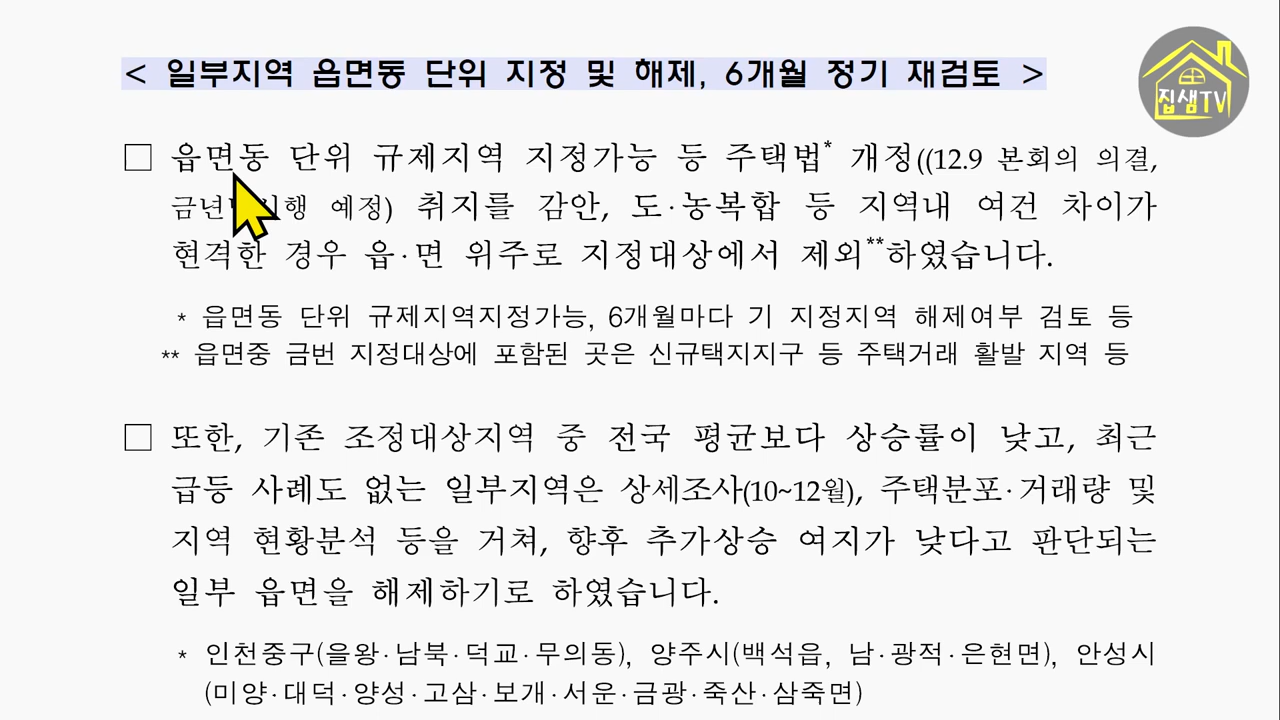 집샘TV
< 일부지역 읍면동 단위 지정 및 해제, 6개월 정기 재검토 >
□ 읍면동 단위 규제지역 지정가능 등 주택법* 개정((12.9 본회의 의결,
금년 행 예정) 취지를 감안, 도·농복합 등 지역내 여건 차이가
현격한 경우 읍·면 위주로 지정대상에서 제외**하였습니다.
* 읍면동 단위 규제지역지정가능, 6개월마다 기 지정지역 해제여부 검토 등
** 읍면중 금번 지정대상에 포함된 곳은 신규택지지구 등 주택거래 활발 지역 등
□ 또한, 기존 조정대상지역 중 전국 평균보다 상승률이 낮고, 최근
급등 사례도 없는 일부지역은 상세조사(10~12월), 주택분포·거래량 및
지역 현황분석 등을 거쳐, 향후 추가상승 여지가 낮다고 판단되는
일부 읍면을 해제하기로 하였습니다.
* 인천중구(을왕·남북·덕교·무의동), 양주시(백석읍, 남·광적·은현면), 안성시
(미양·대덕·양성·고삼·보개·서운·금광·죽산·삼죽면)